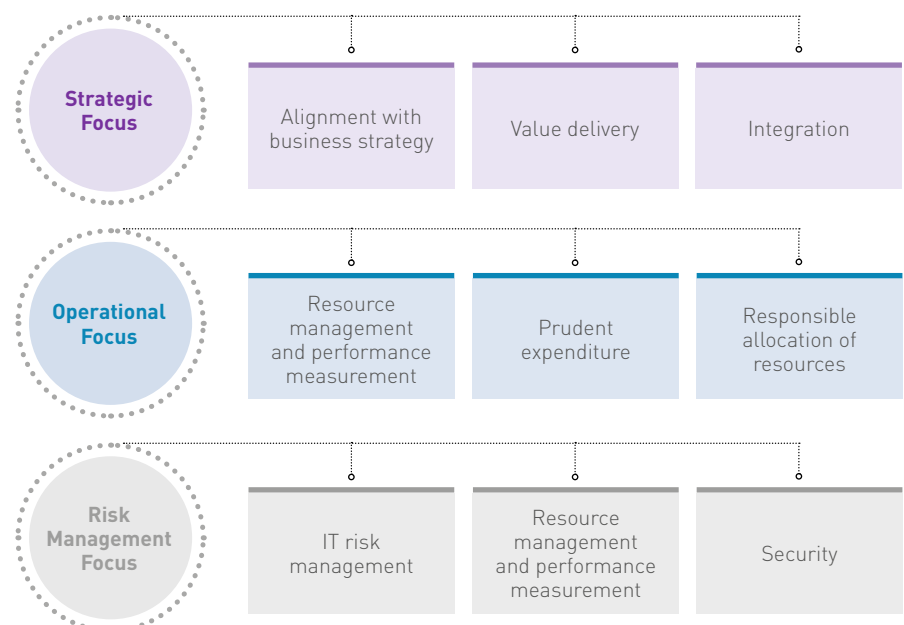 Strategic
Focus
Alignment with
business strategy
Value delivery
Integration
Operational
Focus
Resource
management
and performance
measurement
Prudent
expenditure
Responsible
allocation of
resources
Risk
Management
Focus
IT risk
management
Resource
management
and performance
measurement
Security